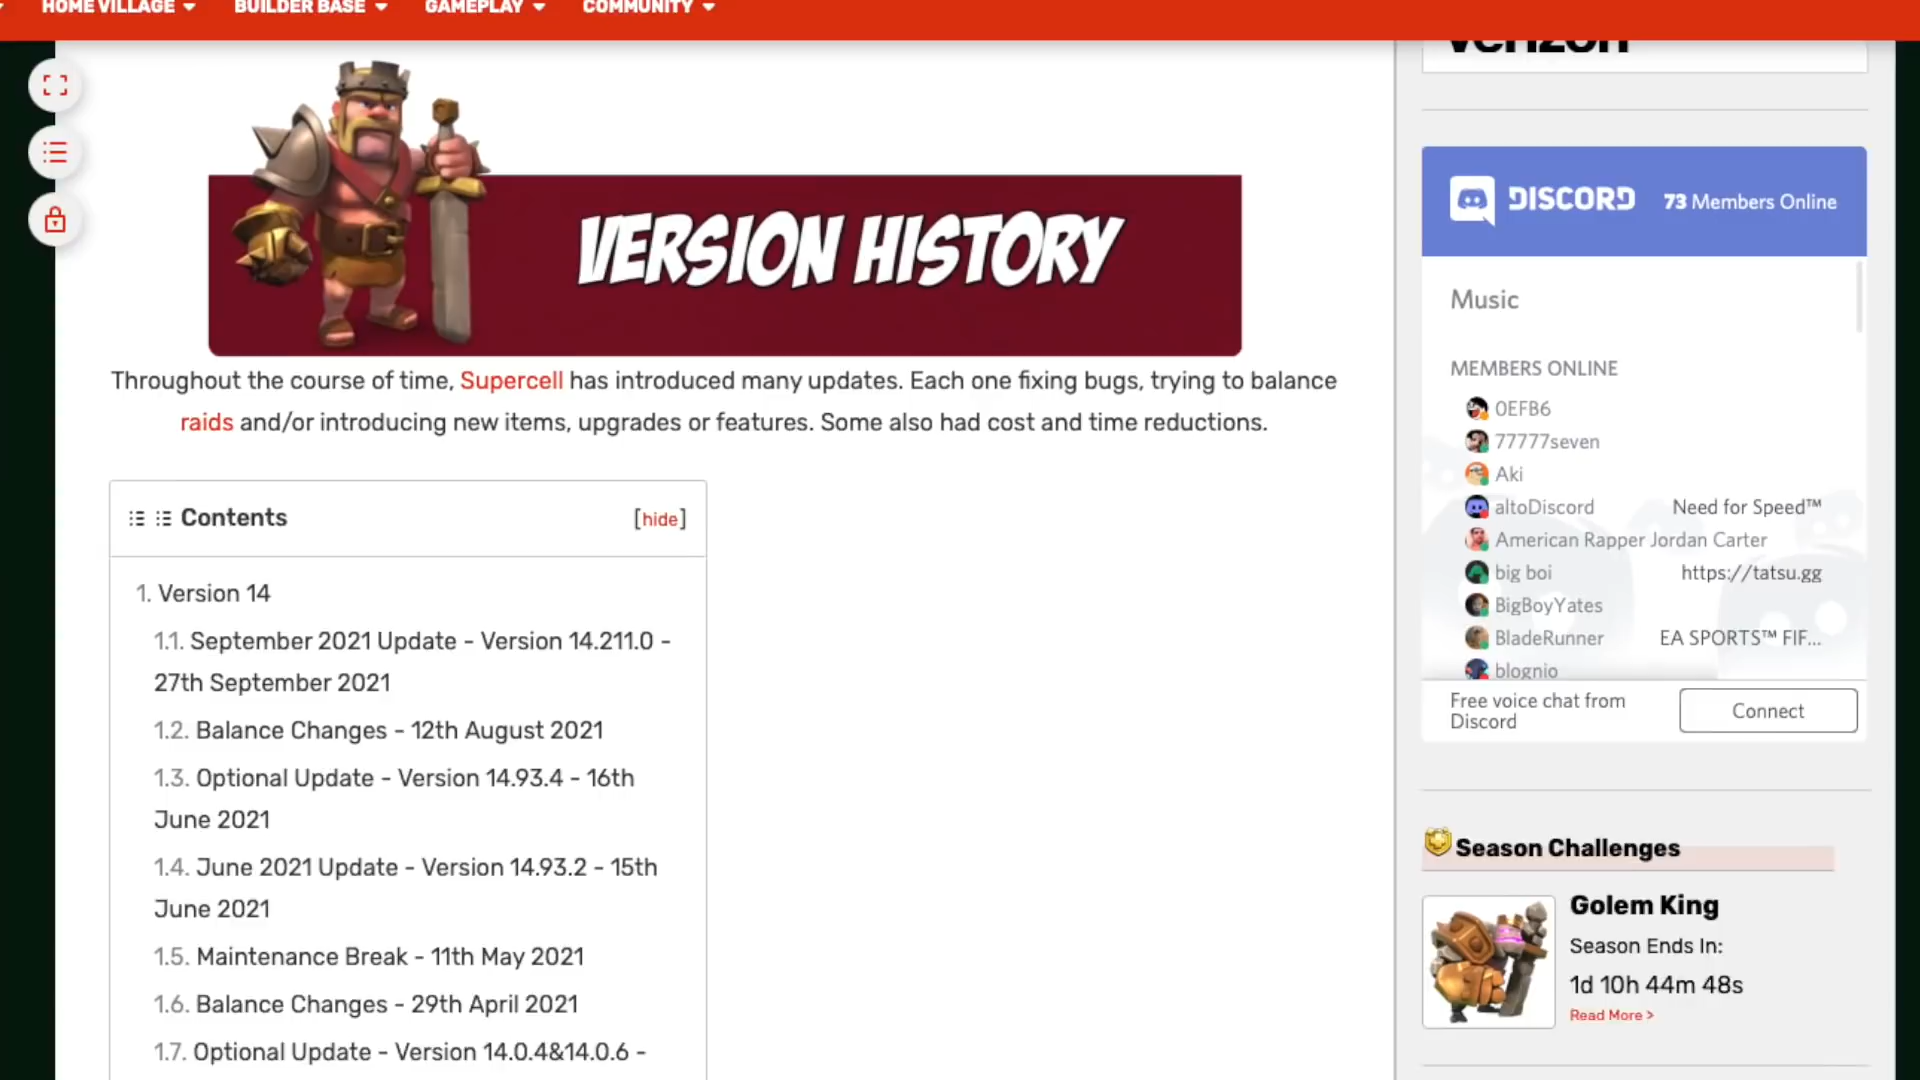 HOME VILLAGE BUILDER BASE GAMEPLAY COMMUNITY
VERSION HISTORY
Throughout the course of time, Supercell has introduced many updates. Each one fixing bugs, trying to balance
raids and/or introducing new items, upgrades or features. Some also had cost and time reductions.
Contents [hide]
1. Version 14
1.1. September 2021 Update - Version 14.211.0 -
27th September 2021
1.2. Balance Changes - 12th August 2021
1.3. Optional Update - Version 14.93.4 - 16th
June 2021
1.4. June 2021 Update - Version 14.93.2 - 15th
June 2021
1.5. Maintenance Break - 11th May 2021
1.6. Balance Changes - 29th April 2021
1.7. Optional Update - Version 14.0.4&14.0.6 -
verizon
DISCORD 73 Members Online
Music
MEMBERS ONLINE
0EFB6
77777seven
Aki
altoDiscord Need for Speed™
American Rapper Jordan Carter
big boi https://tatsu.gg
BigBoyYates
BladeRunner EA SPORTS™ FIF...
blognio
Free voice chat from
Discord
Connect
Season Challenges
Golem King
Season Ends In:
1d 10h 44m 48s
Read More >